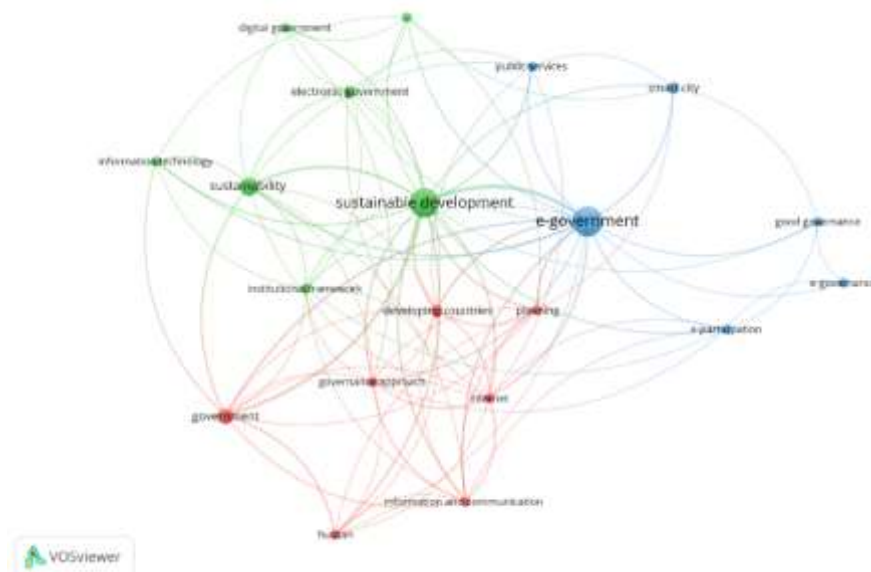 digital government
public services
smart city
electronic government
information technology
sustainability
sustainable development
e-government
good governance
institutional framework
e-governance
developing countries
planning
e-participation
governance approach
internet
government
information and communication
human
VOSviewer